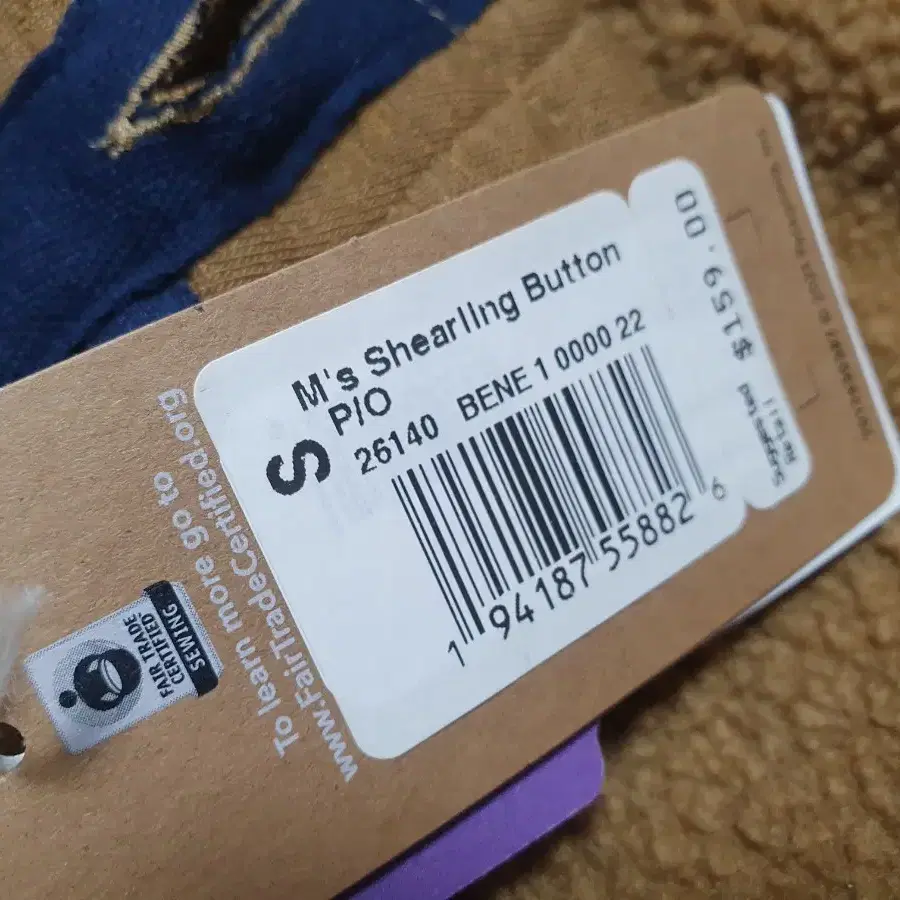 M's Shearling Button
P/O
S
26140 BENE 1 0000 22
1 94187 55882 6
Suggested
Retail
$159.00
To learn more go to
www.FairTradeCertified.org
FAIR TRADE
CERTIFIED
SEWING